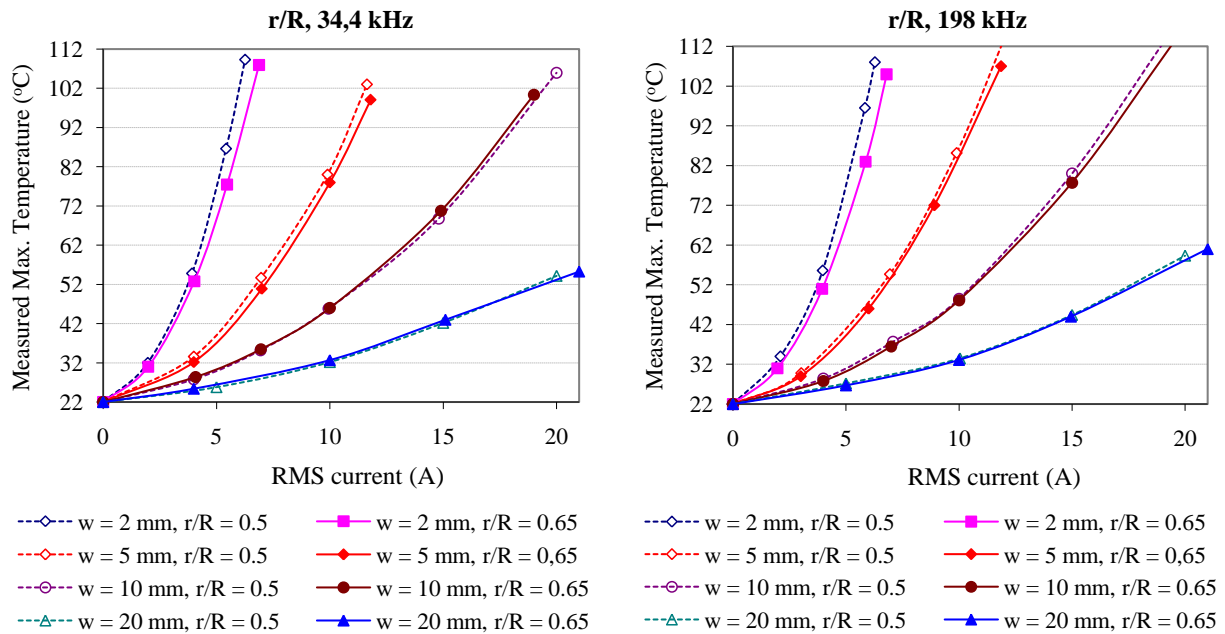 r/R, 34,4 kHz
112
102
92
82
72
62
52
42
32
22
Measured Max. Temperature (°C)
0 5 10 15 20
RMS current (A)
w = 2 mm, r/R = 0.5 w = 2 mm, r/R = 0.65
w = 5 mm, r/R = 0.5 w = 5 mm, r/R = 0,65
w = 10 mm, r/R = 0.5 w = 10 mm, r/R = 0.65
w = 20 mm, r/R = 0.5 w = 20 mm, r/R = 0.65
r/R, 198 kHz
112
102
92
82
72
62
52
42
32
22
Measured Max. Temperature (°C)
0 5 10 15 20
RMS current (A)
w = 2 mm, r/R = 0.5 w = 2 mm, r/R = 0.65
w = 5 mm, r/R = 0.5 w = 5 mm, r/R = 0.65
w = 10 mm, r/R = 0.5 w = 10 mm, r/R = 0.65
w = 20 mm, r/R = 0.5 w = 20 mm, r/R = 0.65